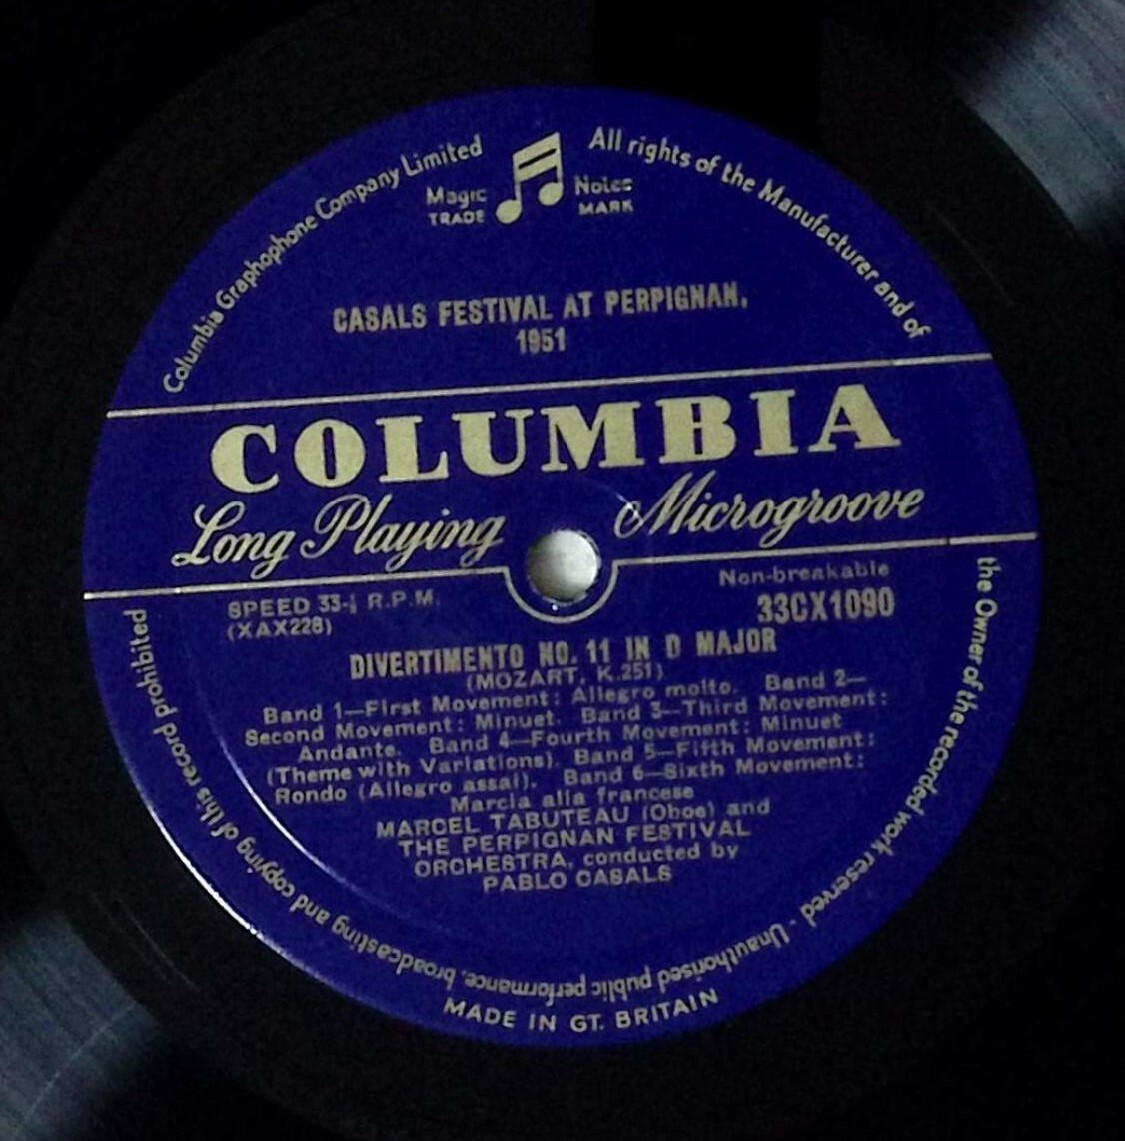 Columbia Graphophone Company Limited
All rights of the Manufacturer and of
the Owner of the recorded work reserved - Unauthorised public performance, broadcasting and copying of this record prohibited
Magic Notes
TRADE MARK
CASALS FESTIVAL AT PERPIGNAN,
1951
COLUMBIA
Long Playing Microgroove
Non-breakable
SPEED 33-⅓ R.P.M. 33CX1090
(XAX228)
DIVERTIMENTO NO. 11 IN D MAJOR
(MOZART, K.251)
Band 1—First Movement: Allegro molto. Band 2—
Second Movement: Minuet. Band 3—Third Movement:
Andante. Band 4—Fourth Movement: Minuet
(Theme with Variations). Band 5—Fifth Movement:
Rondo (Allegro assai). Band 6—Sixth Movement:
Marcia alla francese
MARCEL TABUTEAU (Oboe) and
THE PERPIGNAN FESTIVAL
ORCHESTRA, conducted by
PABLO CASALS
MADE IN GT. BRITAIN